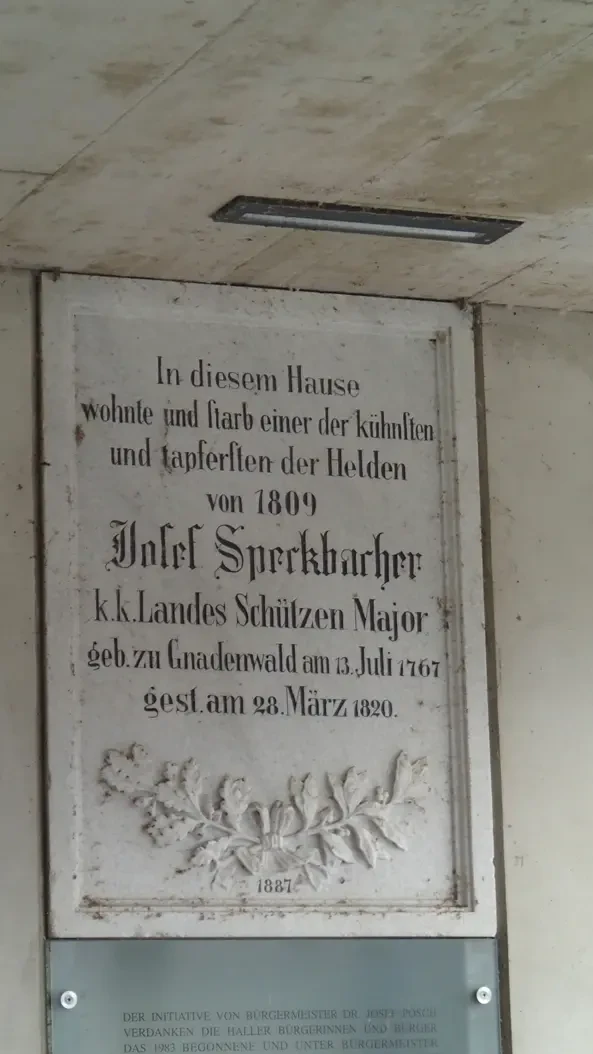 In diesem Hause
wohnte und ſtarb einer der kühnſten
und tapferſten der Helden
von 1809
Joſef Speckbacher
k.k. Landes Schützen Major
geb. zu Gnadenwald am 13. Juli 1767
gest. am 28. März 1820.
1887.
DER INITIATIVE VON BÜRGERMEISTER DR. JOSEF POSCH
VERDANKEN DIE HALLER BÜRGERINNEN UND BÜRGER
DAS 1983 BEGONNENE UND UNTER BÜRGERMEISTER